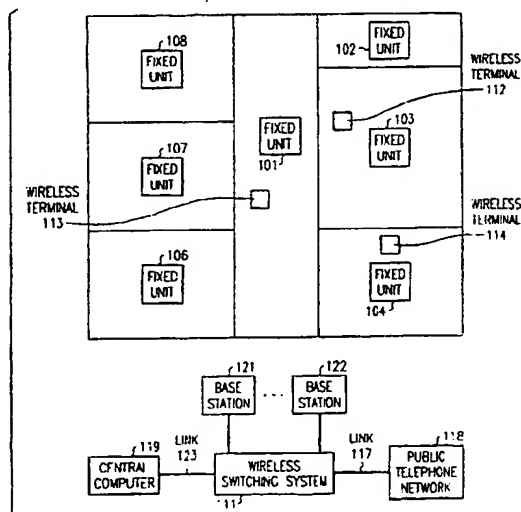 108
FIXED
UNIT
FIXED
UNIT
102
WIRELESS
TERMINAL
112
FIXED
UNIT
101
103
FIXED
UNIT
107
FIXED
UNIT
WIRELESS
TERMINAL
113
WIRELESS
TERMINAL
114
106
FIXED
UNIT
FIXED
UNIT
104
121
BASE
STATION
...
122
BASE
STATION
119
CENTRAL
COMPUTER
LINK
123
WIRELESS
SWITCHING SYSTEM
111
LINK
117
118
PUBLIC
TELEPHONE
NETWORK